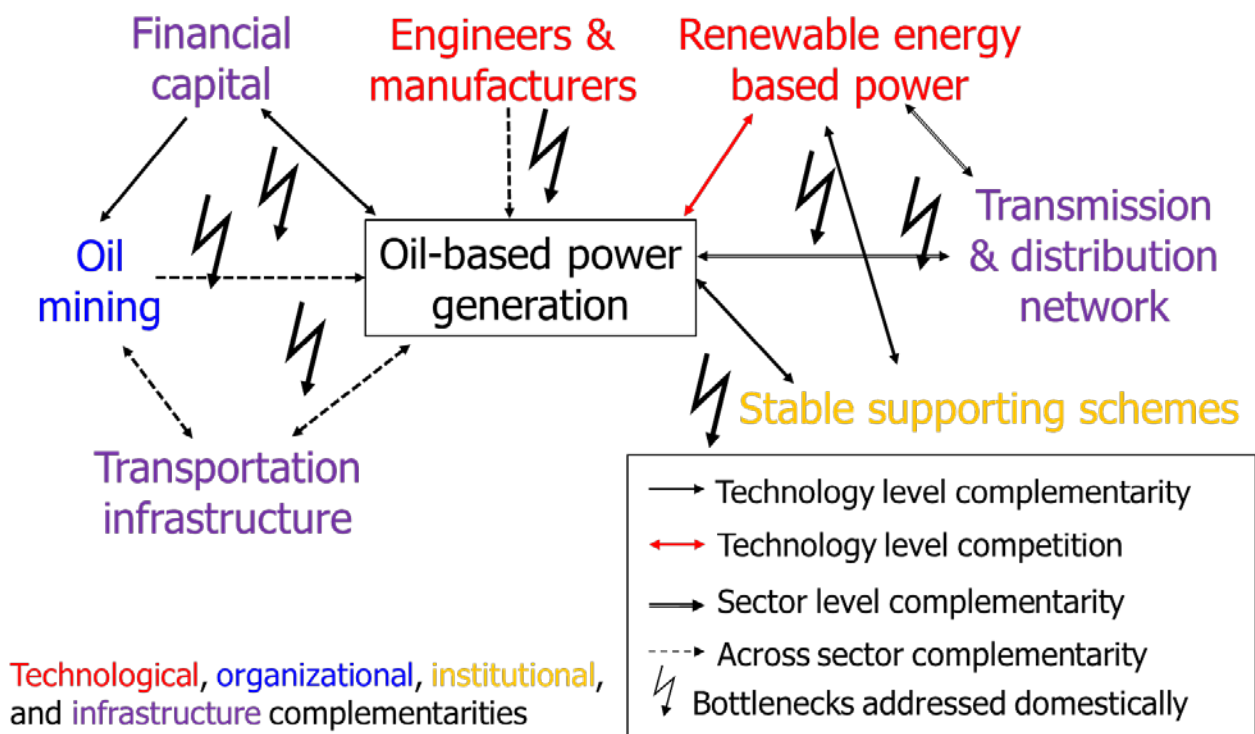 Financial
capital
Engineers &
manufacturers
Renewable energy
based power
Oil
mining
Oil-based power
generation
Transmission
& distribution
network
Stable supporting schemes
Transportation
infrastructure
Technology level complementarity
Technology level competition
Sector level complementarity
Across sector complementarity
Bottlenecks addressed domestically
Technological, organizational, institutional,
and infrastructure complementarities